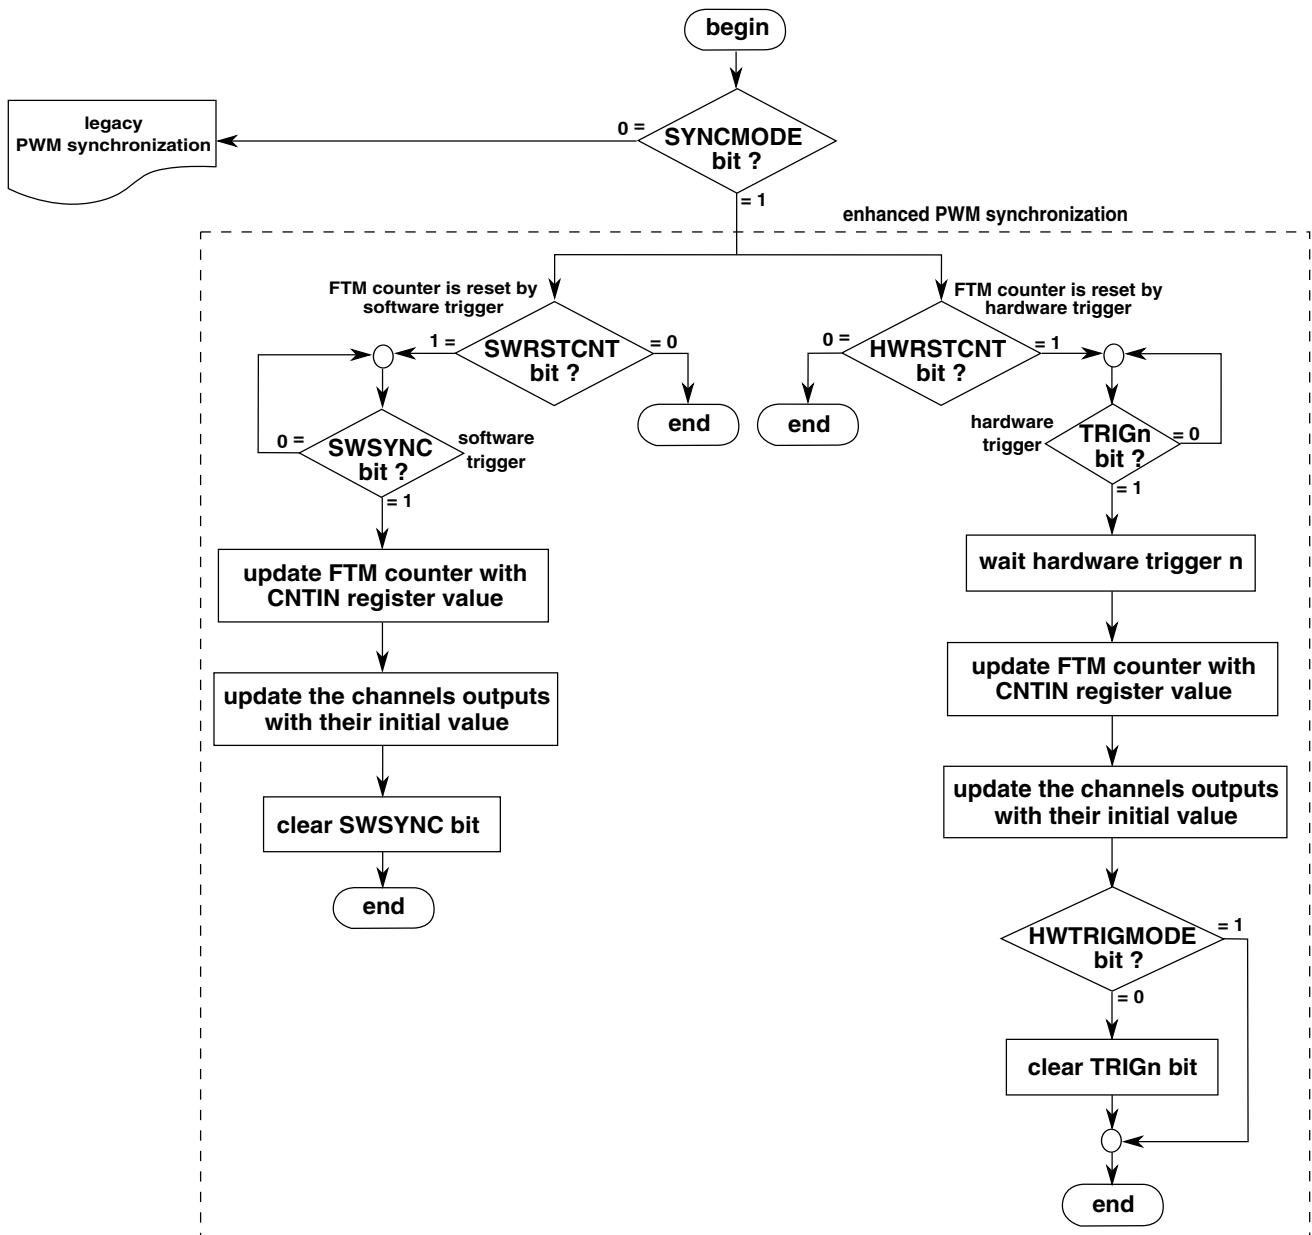 begin
legacy
PWM synchronization
0 =
SYNCMODE
bit ?
= 1
enhanced PWM synchronization
FTM counter is reset by
software trigger
1 =
SWRSTCNT
bit ?
= 0
end
0 =
SWSYNC
bit ?
software
trigger
= 1
update FTM counter with
CNTIN register value
update the channels outputs
with their initial value
clear SWSYNC bit
end
FTM counter is reset by
hardware trigger
0 =
HWRSTCNT
bit ?
= 1
end
hardware
trigger
TRIGn
bit ?
= 0
= 1
wait hardware trigger n
update FTM counter with
CNTIN register value
update the channels outputs
with their initial value
HWTRIGMODE
bit ?
= 1
= 0
clear TRIGn bit
end